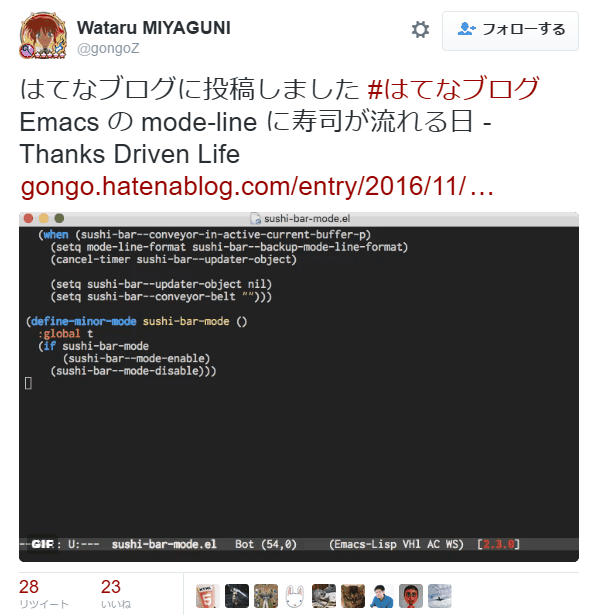 Wataru MIYAGUNI
@gongoZ
フォローする
はてなブログに投稿しました #はてなブログ
Emacs の mode-line に寿司が流れる日 -
Thanks Driven Life
gongo.hatenablog.com/entry/2016/11/…
sushi-bar-mode.el
(when (sushi-bar--conveyor-in-active-current-buffer-p)
(setq mode-line-format sushi-bar--backup-mode-line-format)
(cancel-timer sushi-bar--updater-object)
(setq sushi-bar--updater-object nil)
(setq sushi-bar--conveyor-belt "")))
(define-minor-mode sushi-bar-mode ()
:global t
(if sushi-bar-mode
(sushi-bar--mode-enable)
(sushi-bar--mode-disable)))
GIF: U:--- sushi-bar-mode.el Bot (54,0) (Emacs-Lisp VHl AC WS) [2.3.0]
28 23
リツイート いいね